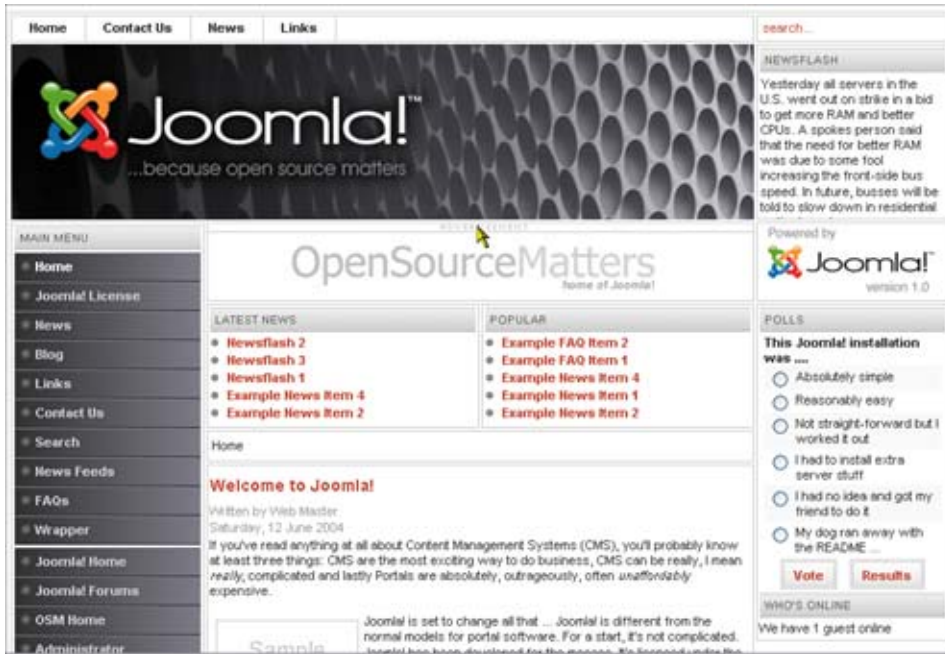 Home
Contact Us
News
Links
search...
Joomla!™
...because open source matters
NEWSFLASH
Yesterday all servers in the
U.S. went out on strike in a bid
to get more RAM and better
CPUs. A spokes person said
that the need for better RAM
was due to some fool
increasing the front-side bus
speed. In future, busses will be
told to slow down in residential
MAIN MENU
Home
Joomla! License
News
Blog
Links
Contact Us
Search
News Feeds
FAQs
Wrapper
Joomla! Home
Joomla! Forums
OSM Home
Administrator
OpenSourceMatters
home of Joomla!
LATEST NEWS
Newsflash 2
Newsflash 3
Newsflash 1
Example News Item 4
Example News Item 2
POPULAR
Example FAQ Item 2
Example FAQ Item 1
Example News Item 4
Example News Item 1
Example News Item 2
Home
Welcome to Joomla!
Written by Web Master
Saturday, 12 June 2004
If you've read anything at all about Content Management Systems (CMS), you'll probably know
at least three things: CMS are the most exciting way to do business, CMS can be really, I mean
really, complicated and lastly Portals are absolutely, outrageously, often unaffordably
expensive.
Sample
Joomla! is set to change all that ... Joomla! is different from the
normal models for portal software. For a start, it's not complicated.
Joomla! has been developed for the masses. It's licensed under the
Powered by
Joomla!™
version 1.0
POLLS
This Joomla! installation
was ....
Absolutely simple
Reasonably easy
Not straight-forward but I
worked it out
I had to install extra
server stuff
I had no idea and got my
friend to do it
My dog ran away with
the README ...
Vote
Results
WHO'S ONLINE
We have 1 guest online